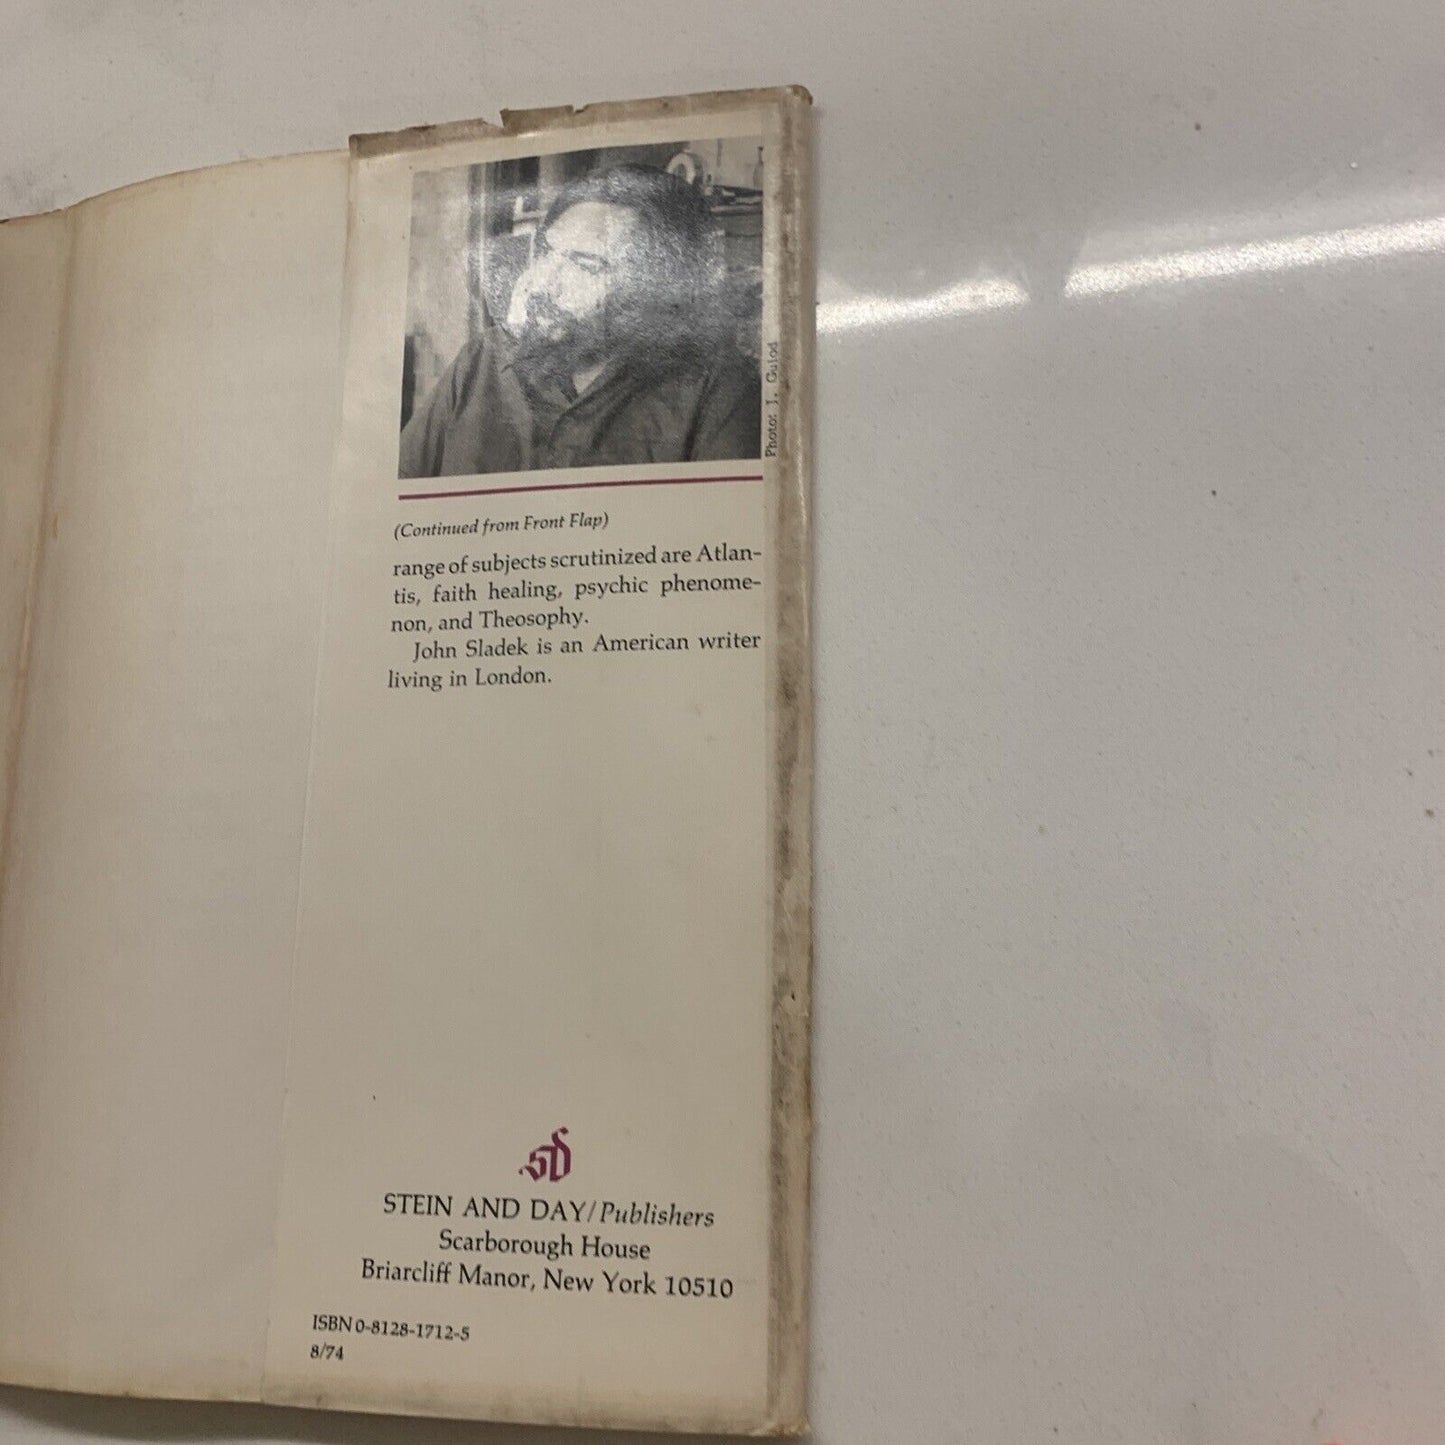 Photo: I. Gulod
(Continued from Front Flap)
range of subjects scrutinized are Atlan-
tis, faith healing, psychic phenome-
non, and Theosophy.
John Sladek is an American writer
living in London.
SD
STEIN AND DAY/Publishers
Scarborough House
Briarcliff Manor, New York 10510
ISBN 0-8128-1712-5
8/74